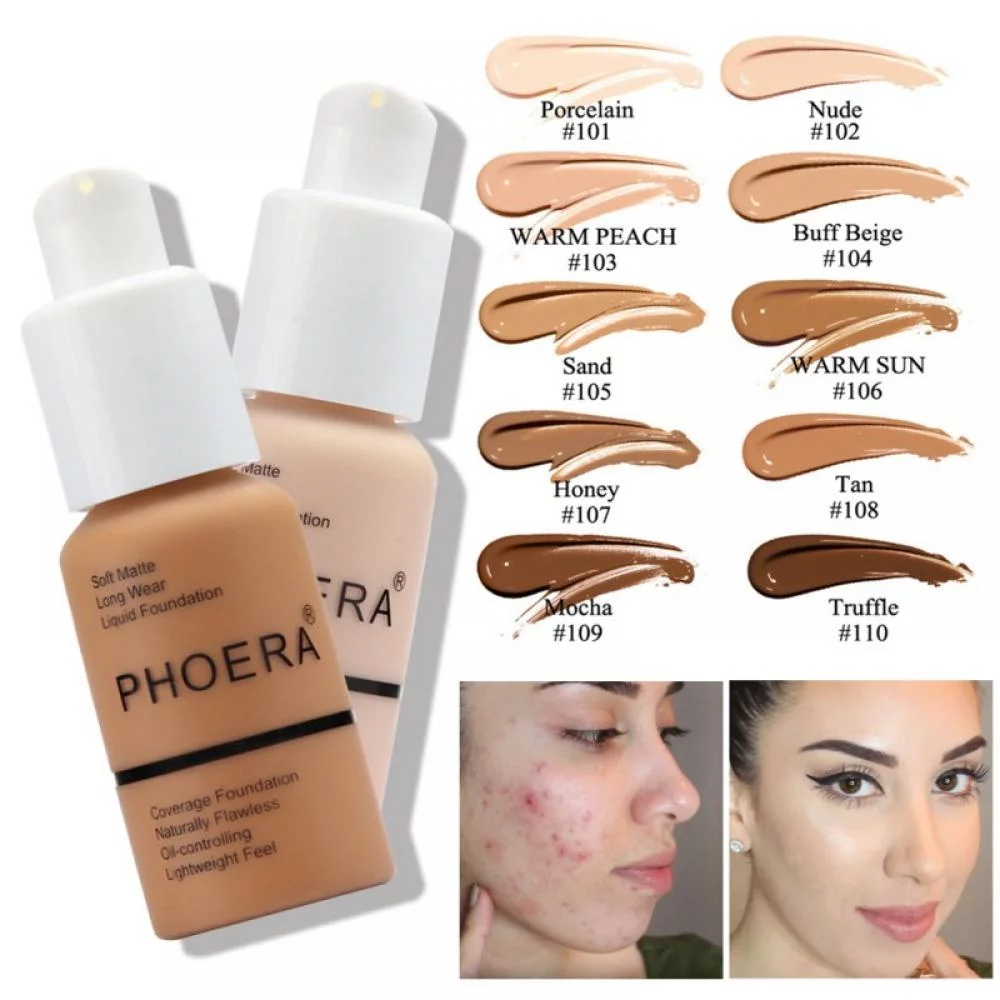 Porcelain
#101
Nude
#102
WARM PEACH
#103
Buff Beige
#104
Sand
#105
WARM SUN
#106
Honey
#107
Tan
#108
Mocha
#109
Truffle
#110
Matte
ERA®
Soft Matte
Long Wear
Liquid Foundation
PHOERA®
Coverage Foundation
Naturally Flawless
Oil-controlling
Lightweight Feel